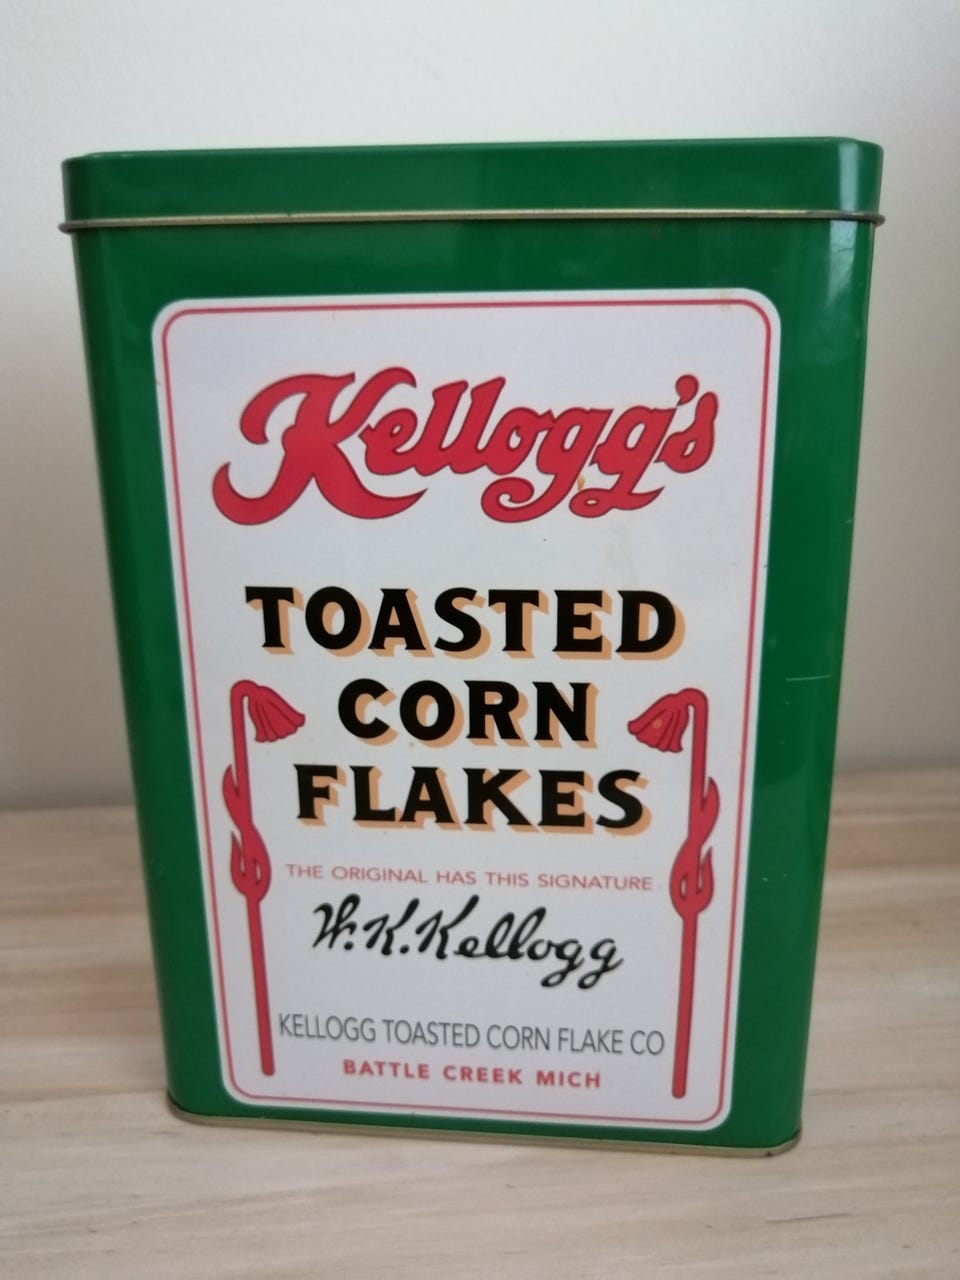 Kellogg's
TOASTED
CORN
FLAKES
THE ORIGINAL HAS THIS SIGNATURE
W.K.Kellogg
KELLOGG TOASTED CORN FLAKE CO
BATTLE CREEK MICH